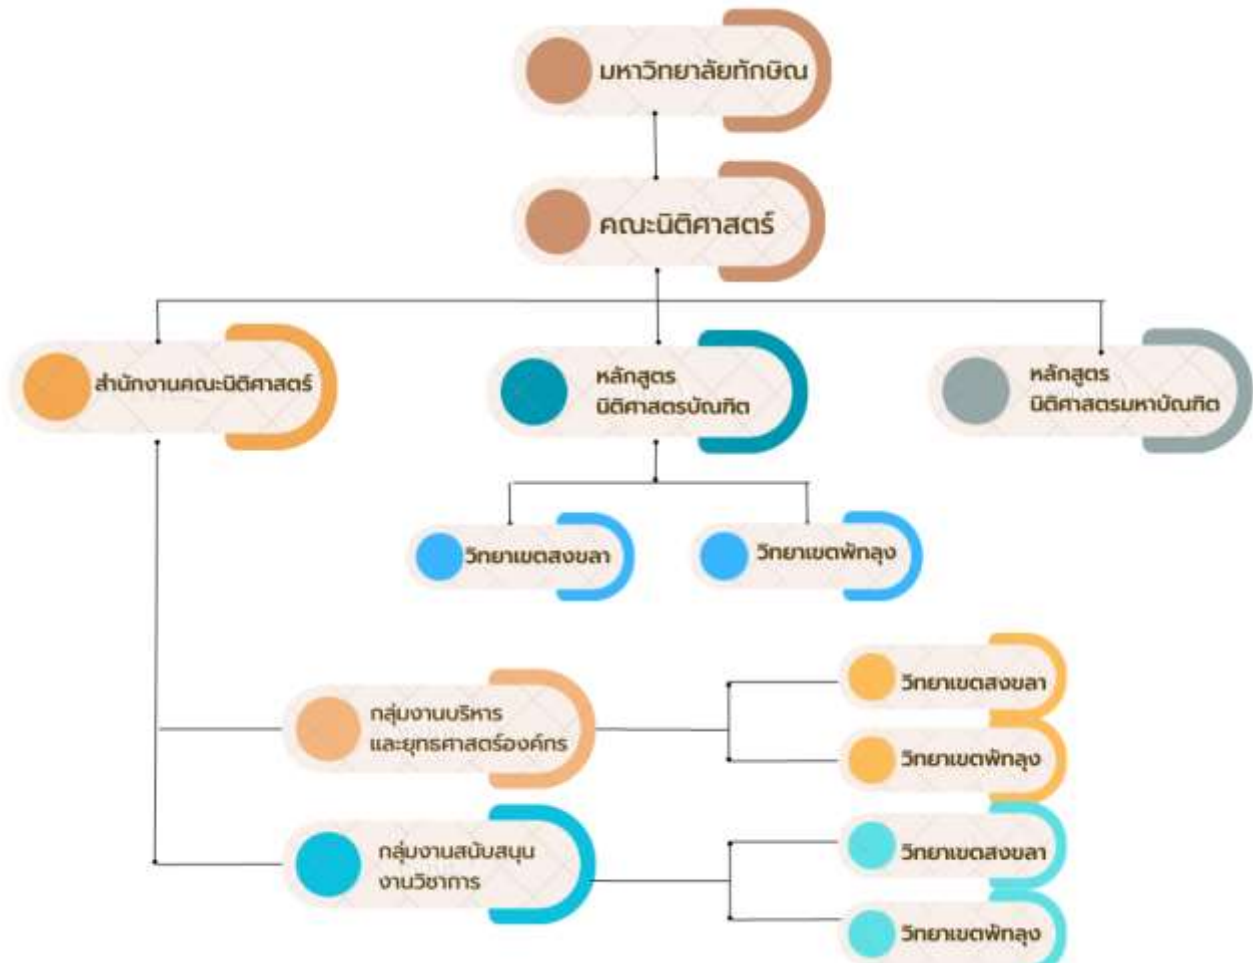 มหาวิทยาลัยทักษิณ
คณะนิติศาสตร์
สำนักงานคณะนิติศาสตร์
หลักสูตร
นิติศาสตรบัณฑิต
หลักสูตร
นิติศาสตรมหาบัณฑิต
วิทยาเขตสงขลา
วิทยาเขตพัทลุง
กลุ่มงานบริหาร
และยุทธศาสตร์องค์กร
วิทยาเขตสงขลา
วิทยาเขตพัทลุง
กลุ่มงานสนับสนุน
งานวิชาการ
วิทยาเขตสงขลา
วิทยาเขตพัทลุง